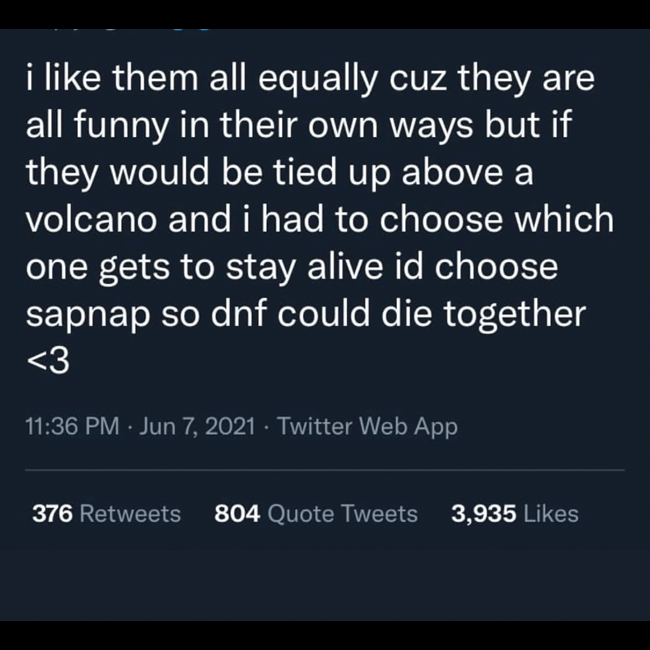 i like them all equally cuz they are
all funny in their own ways but if
they would be tied up above a
volcano and i had to choose which
one gets to stay alive id choose
sapnap so dnf could die together
<3
11:36 PM · Jun 7, 2021 · Twitter Web App
376 Retweets 804 Quote Tweets 3,935 Likes